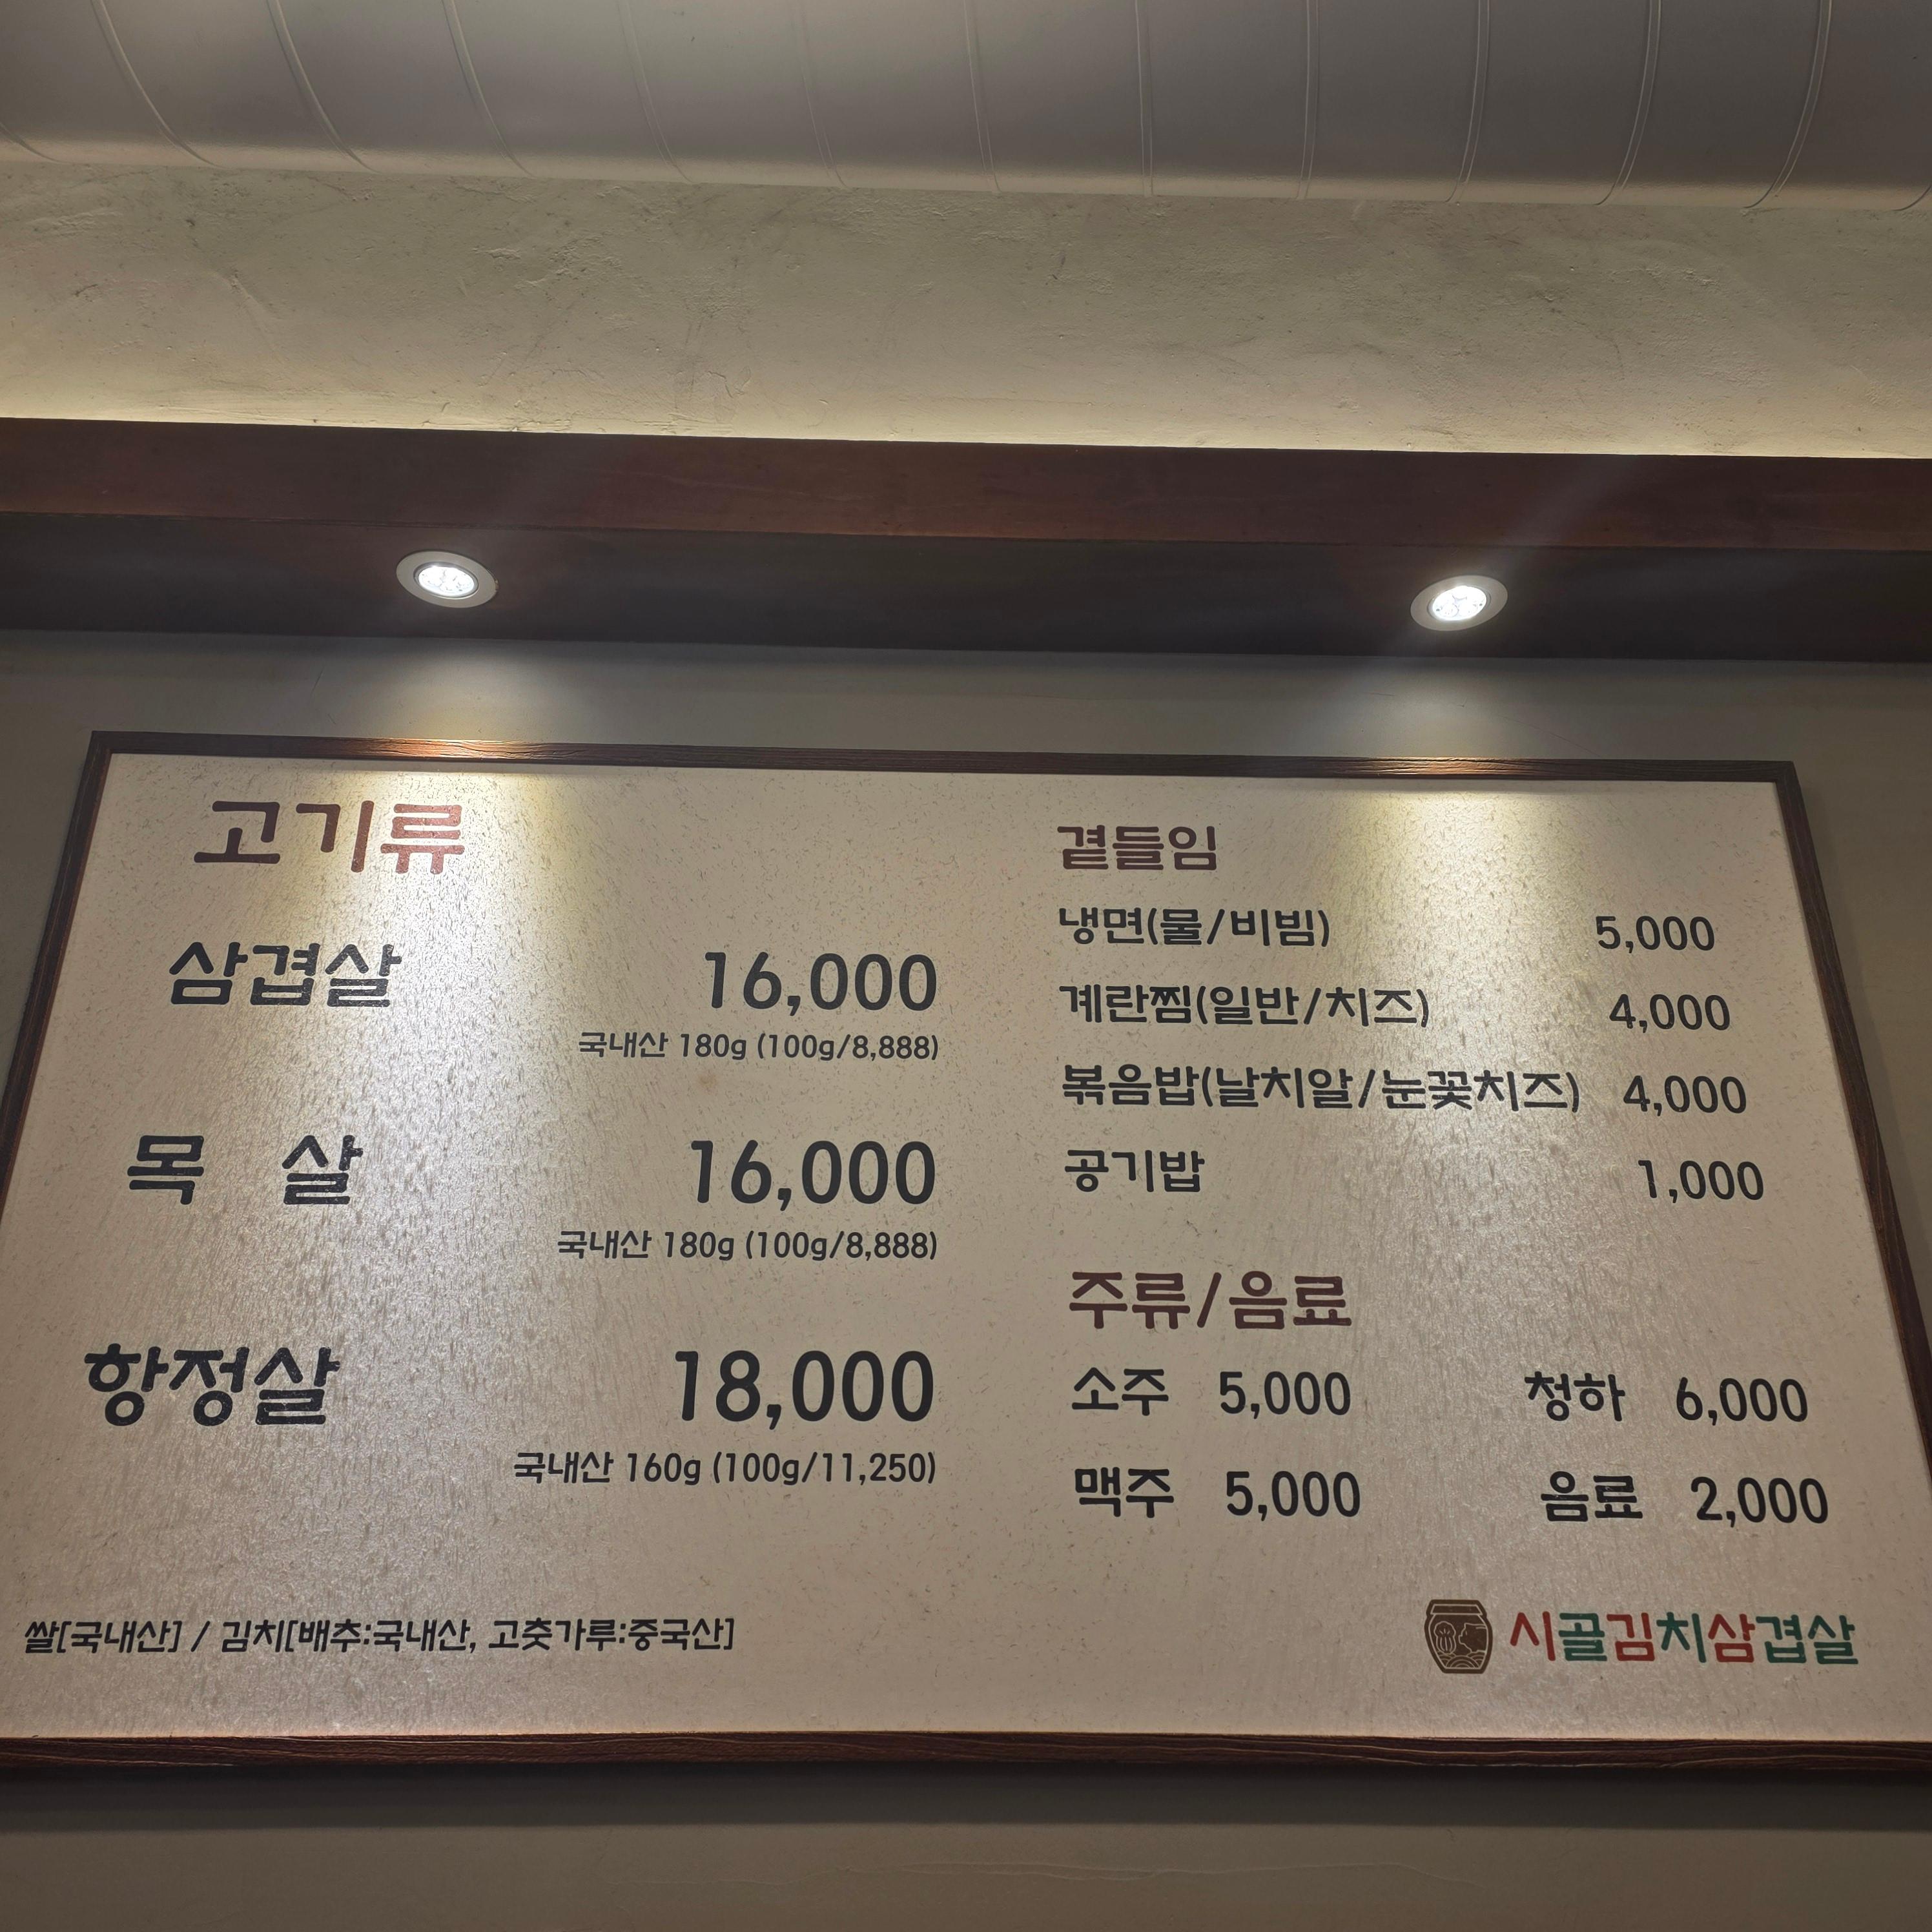 고기류
삼겹살 16,000
국내산 180g (100g/8,888)
목 살 16,000
국내산 180g (100g/8,888)
항정살 18,000
국내산 160g (100g/11,250)
쌀[국내산] / 김치[배추:국내산, 고춧가루:중국산]
곁들임
냉면(물/비빔) 5,000
계란찜(일반/치즈) 4,000
볶음밥(날치알/눈꽃치즈) 4,000
공기밥 1,000
주류/음료
소주 5,000 청하 6,000
맥주 5,000 음료 2,000
시골김치삼겹살